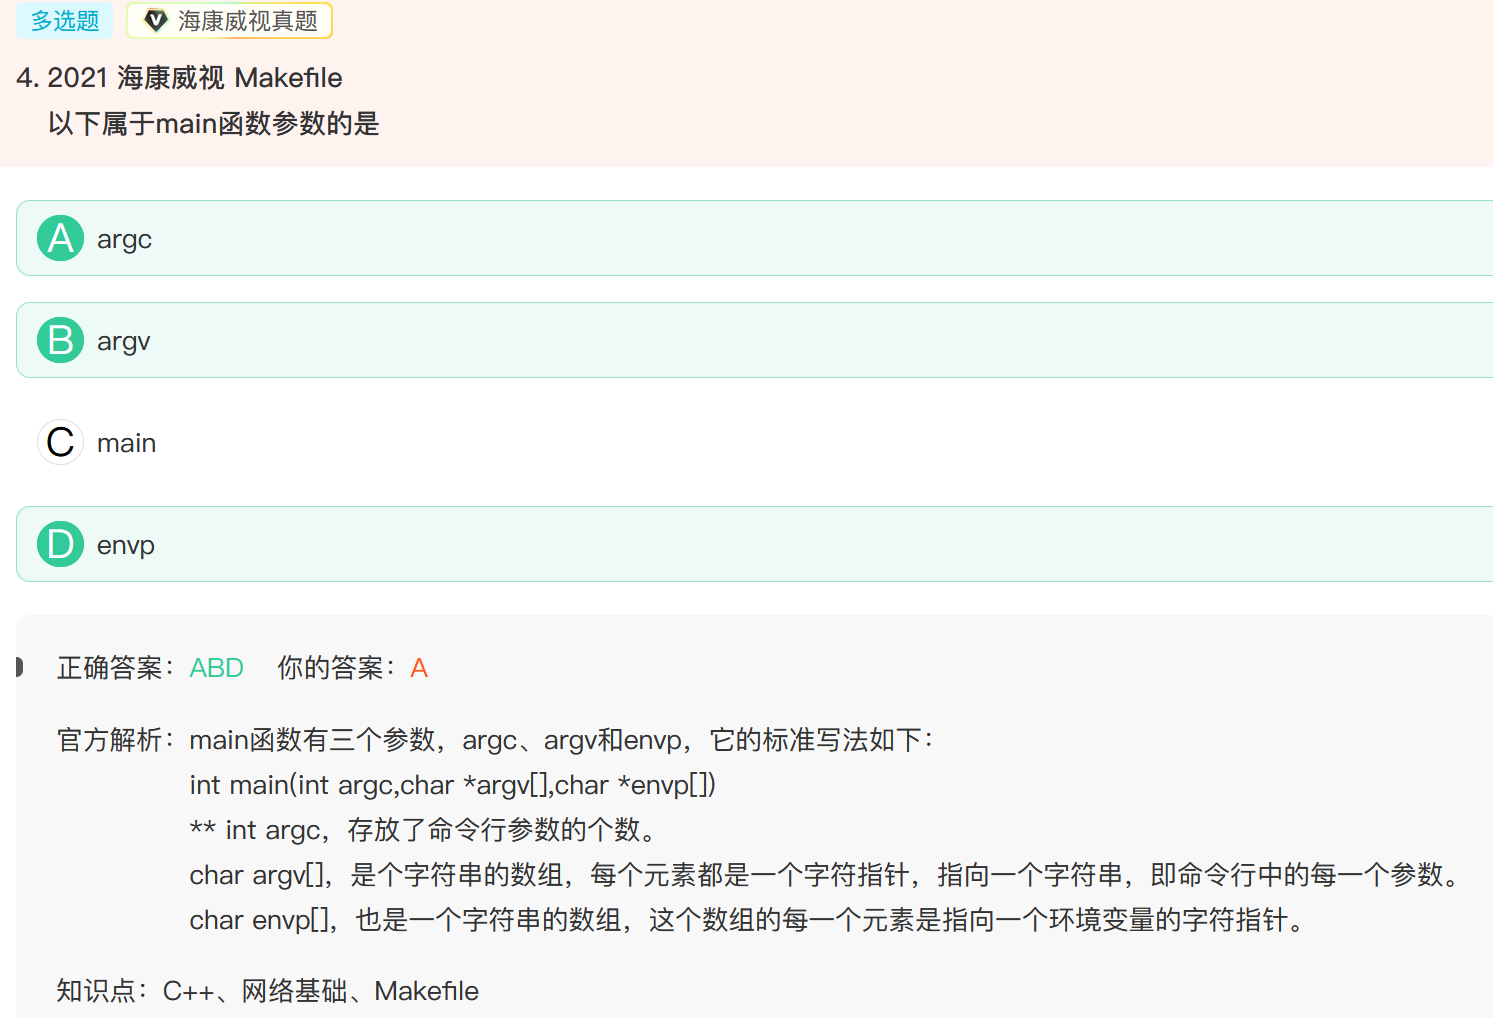 多选题 海康威视真题
4. 2021 海康威视 Makefile
以下属于main函数参数的是
A argc
B argv
C main
D envp
正确答案：ABD 你的答案：A
官方解析：main函数有三个参数，argc、argv和envp，它的标准写法如下：
int main(int argc,char *argv[],char *envp[])
** int argc，存放了命令行参数的个数。
char argv[]，是个字符串的数组，每个元素都是一个字符指针，指向一个字符串，即命令行中的每一个参数。
char envp[]，也是一个字符串的数组，这个数组的每一个元素是指向一个环境变量的字符指针。
知识点：C++、网络基础、Makefile